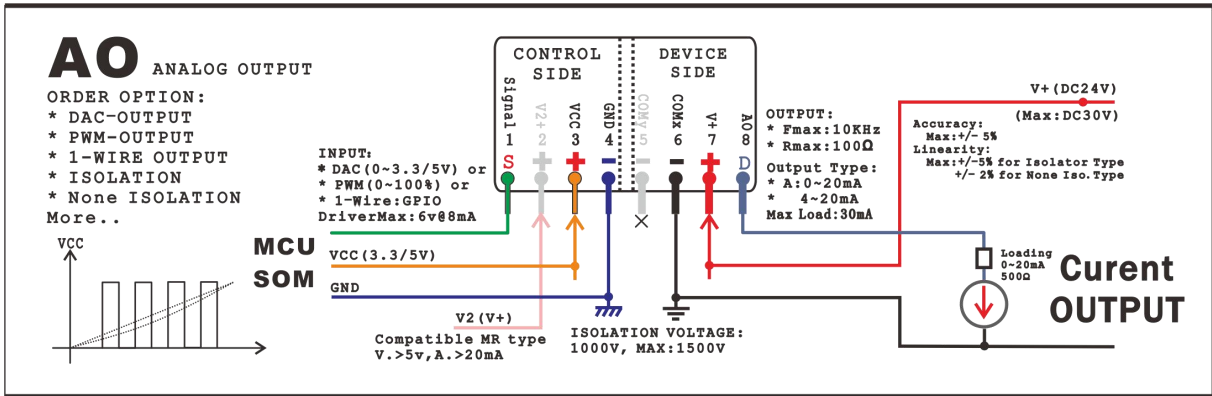 AO ANALOG OUTPUT
ORDER OPTION:
* DAC-OUTPUT
* PWM-OUTPUT
* 1-WIRE OUTPUT
* ISOLATION
* None ISOLATION
More..
VCC
INPUT:
* DAC(0~3.3/5V) or
* PWM(0~100%) or
* 1-Wire:GPIO
DriverMax:6v@8mA
MCU
SOM
VCC(3.3/5V)
GND
V2(V+)
Compatible MR type
V.>5v,A.>20mA
CONTROL
SIDE
DEVICE
SIDE
Signal 1
V2+ 2
VCC 3
GND 4
COMy 5
COMx 6
V+ 7
AO 8
S
D
ISOLATION VOLTAGE:
1000V, MAX:1500V
OUTPUT:
* Fmax:10KHz
* Rmax:100Ω
Output Type:
* A:0~20mA
* 4~20mA
Max Load:30mA
V+(DC24V)
(Max:DC30V)
Accuracy:
Max:+/- 5%
Linearity:
Max:+/-5% for Isolator Type
+/- 2% for None Iso.Type
Loading
0~20mA
500Ω
Curent
OUTPUT